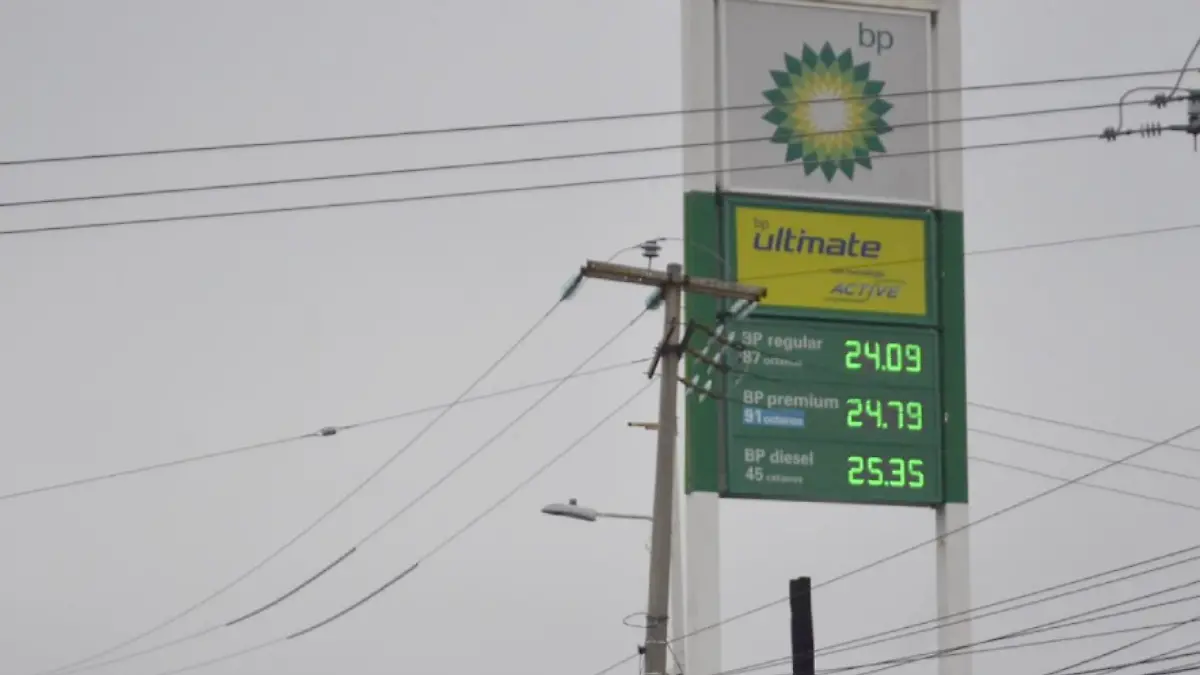 bp
bp
ultimate
ACTIVE
BP regular 24.09
87 octanos
BP premium 24.79
91 octanos
BP diesel 25.35
45 cetanos